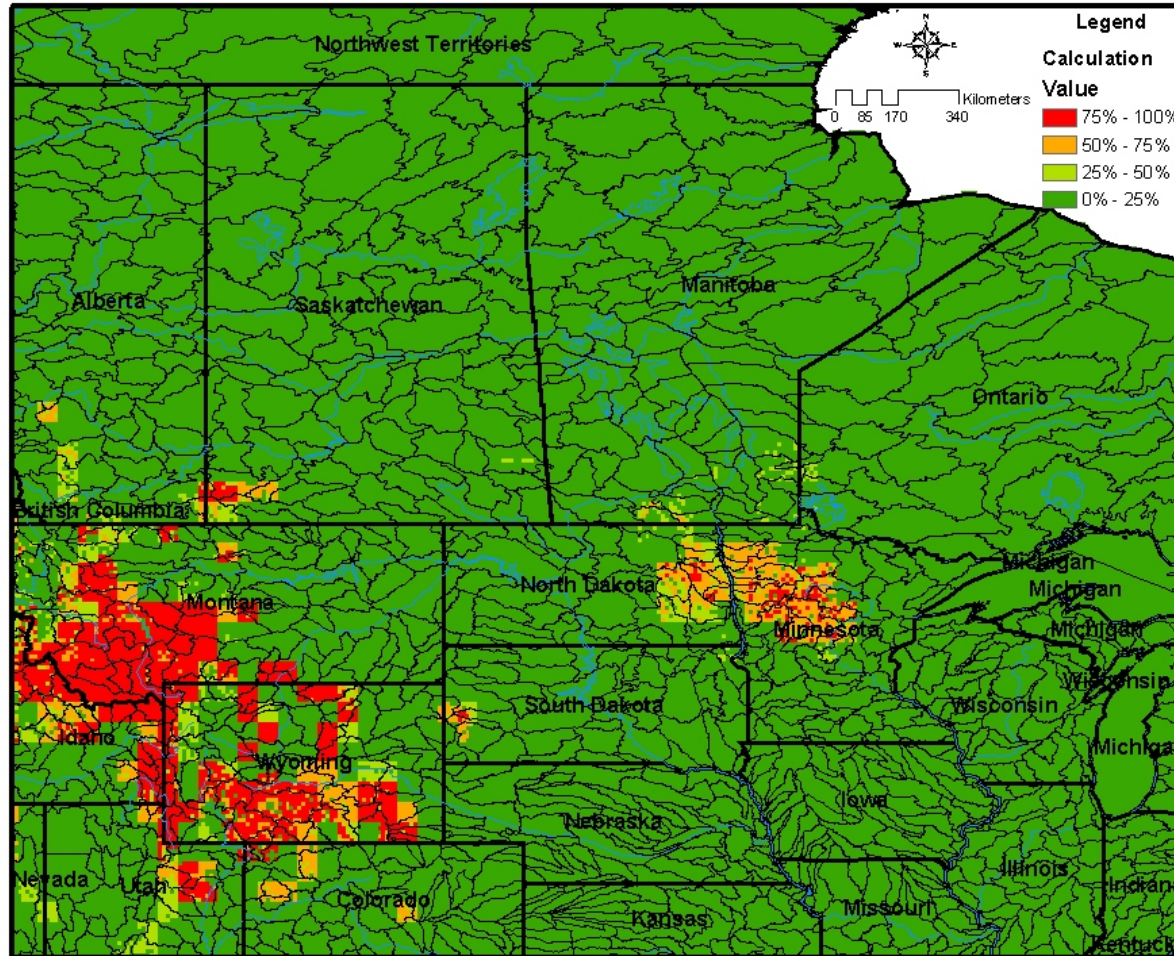 Legend
Calculation
Value
75% - 100%
50% - 75%
25% - 50%
0% - 25%
N
W E
S
Kilometers
0 85 170 340
Northwest Territories
Alberta
Saskatchewan
Manitoba
Ontario
British Columbia
Montana
North Dakota
Minnesota
Michigan
Michigan
Michigan
Wisconsin
Wisconsin
South Dakota
Idaho
Wyoming
Michiga
Iowa
Nebraska
Nevada
Utah
Colorado
Kansas
Missouri
Illinois
Indian
Kentuck